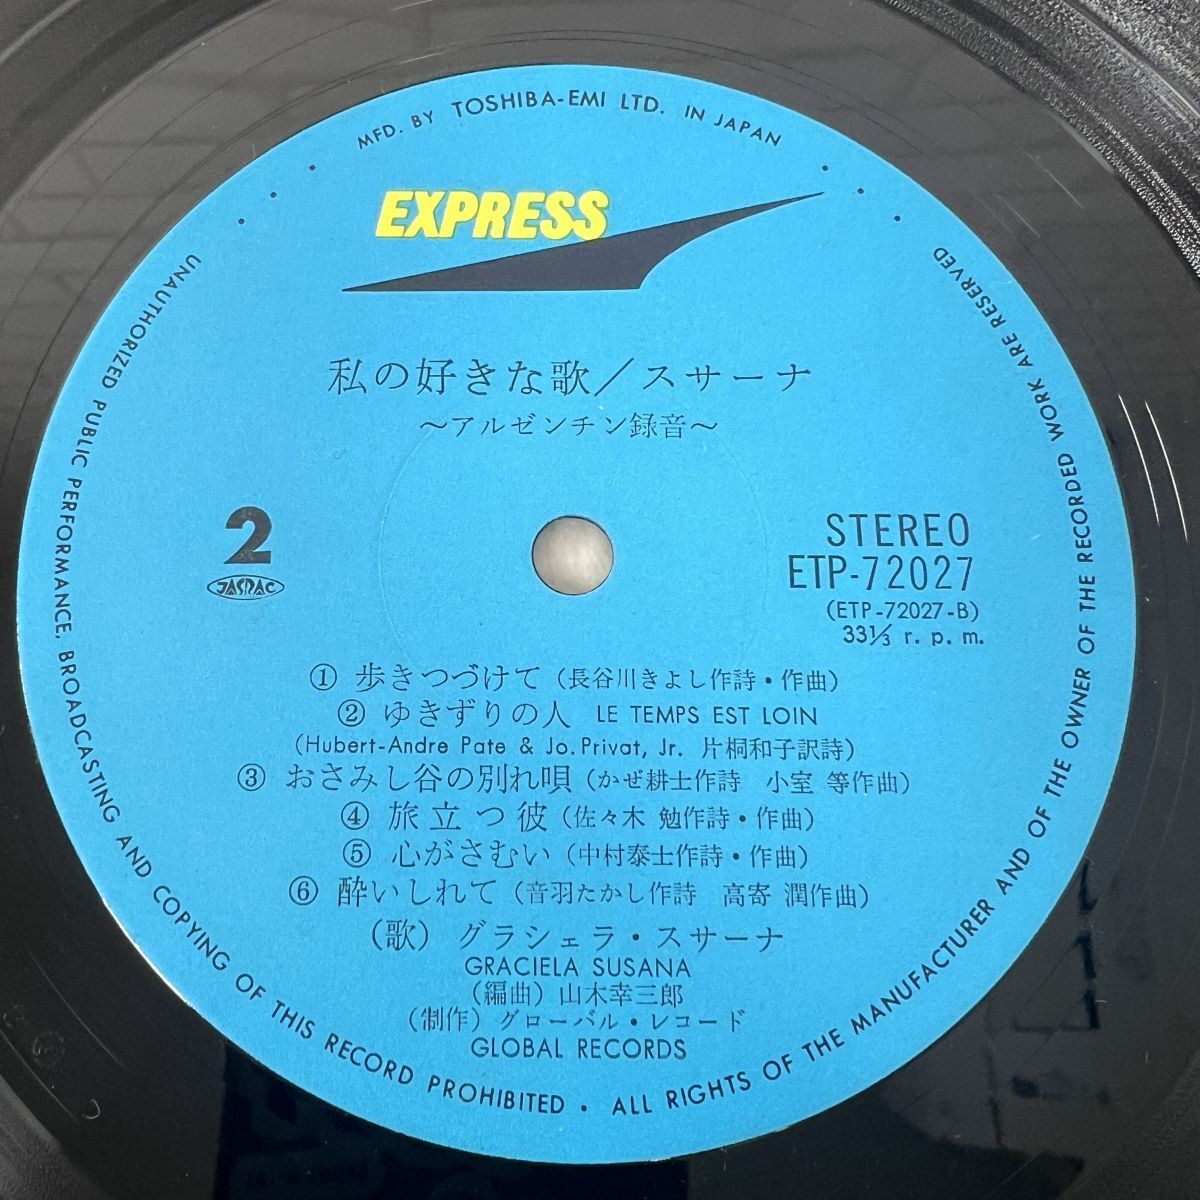 MFD. BY TOSHIBA-EMI LTD. IN JAPAN
EXPRESS
私の好きな歌／スサーナ
～アルゼンチン録音～
2
JASRAC
STEREO
ETP-72027
(ETP-72027-B)
33 1/3 r. p. m.
① 歩きつづけて (長谷川きよし作詩・作曲)
② ゆきずりの人 LE TEMPS EST LOIN
(Hubert-Andre Pate & Jo. Privat, Jr. 片桐和子訳詩)
③ おさみし谷の別れ唄 (かぜ耕士作詩 小室 等作曲)
④ 旅立つ彼 (佐々木 勉作詩・作曲)
⑤ 心がさむい (中村泰士作詩・作曲)
⑥ 酔いしれて (音羽たかし作詩 高寄 潤作曲)
(歌) グラシェラ・スサーナ
GRACIELA SUSANA
(編曲) 山木幸三郎
(制作) グローバル・レコード
GLOBAL RECORDS
UNAUTHORIZED PUBLIC PERFORMANCE, BROADCASTING AND COPYING OF THIS RECORD PROHIBITED • ALL RIGHTS OF THE MANUFACTURER AND OF THE OWNER OF THE RECORDED WORK ARE RESERVED